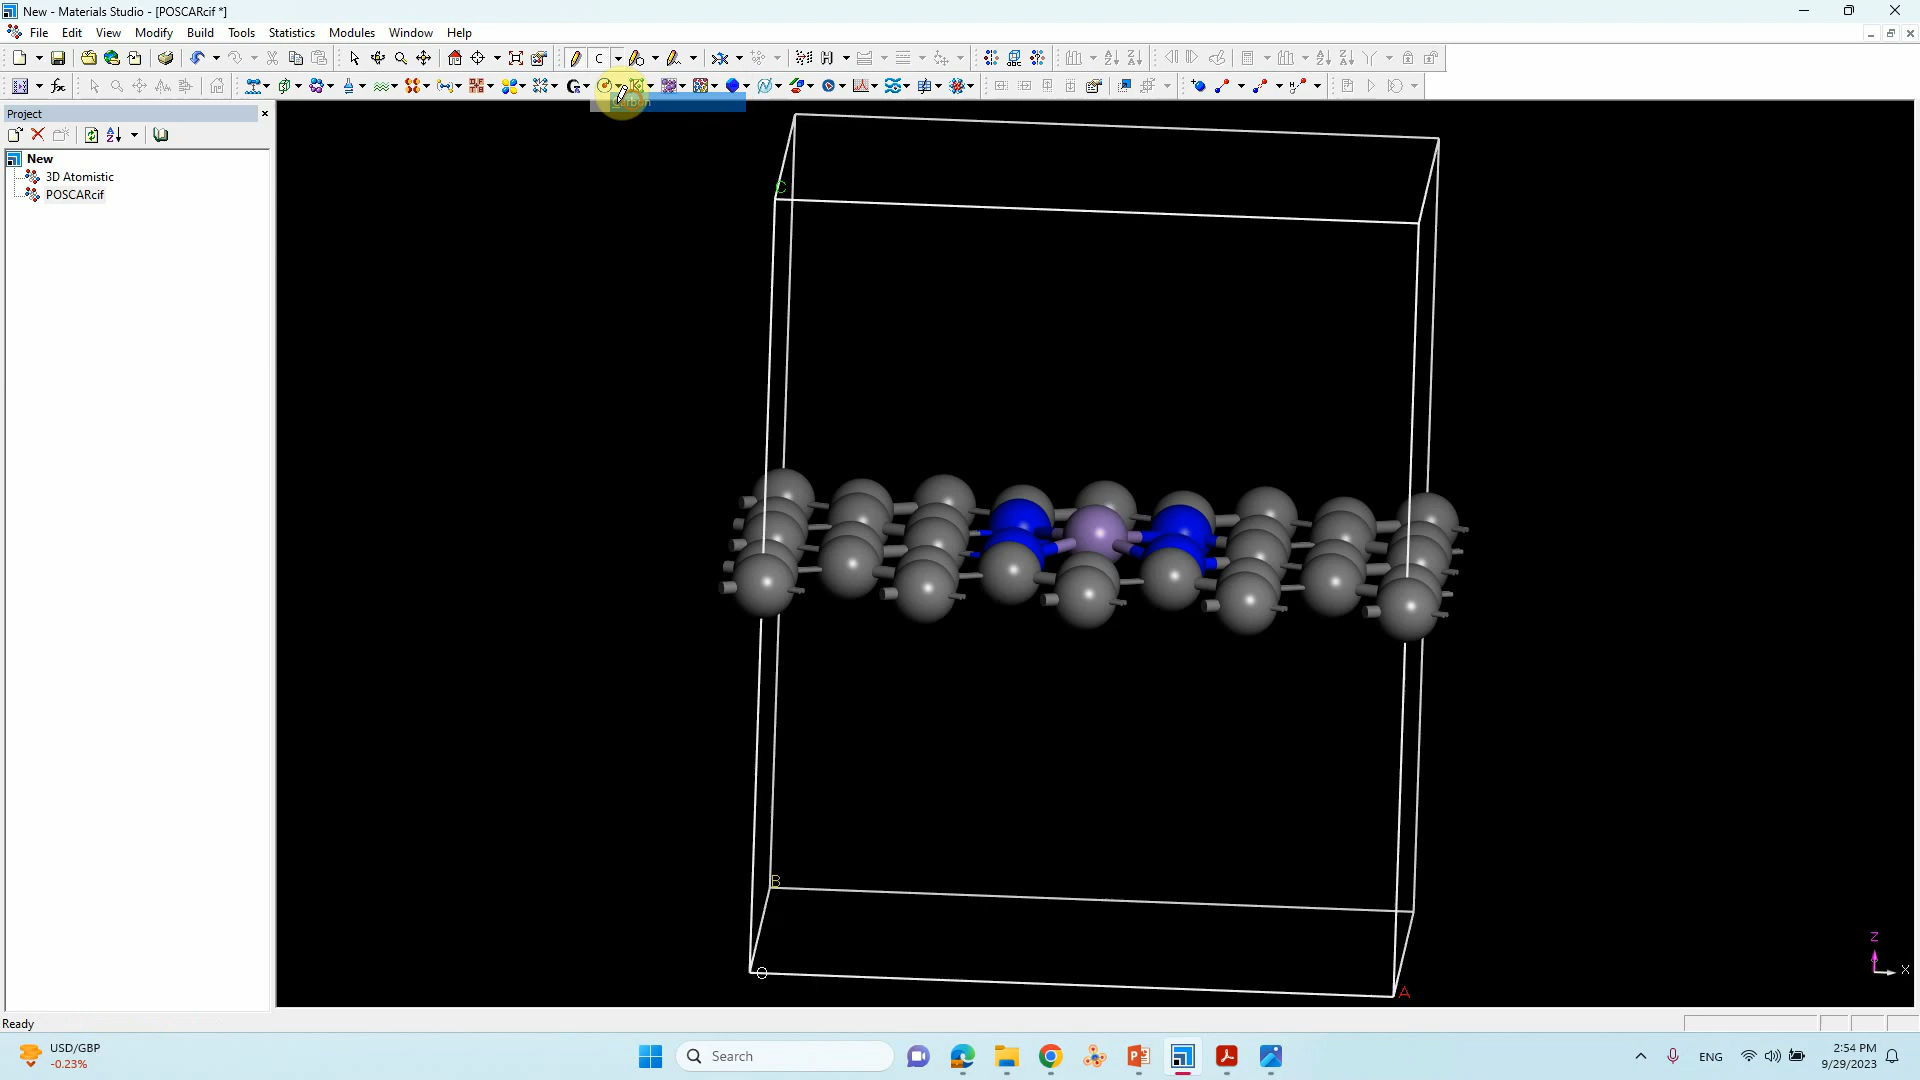 New - Materials Studio - [POSCARcif *]
File Edit View Modify Build Tools Statistics Modules Window Help
C
Carbon
Project
New
3D Atomistic
POSCARcif
C
B
O
A
Z
X
Ready
USD/GBP
-0.23%
Search
ENG
2:54 PM
9/29/2023